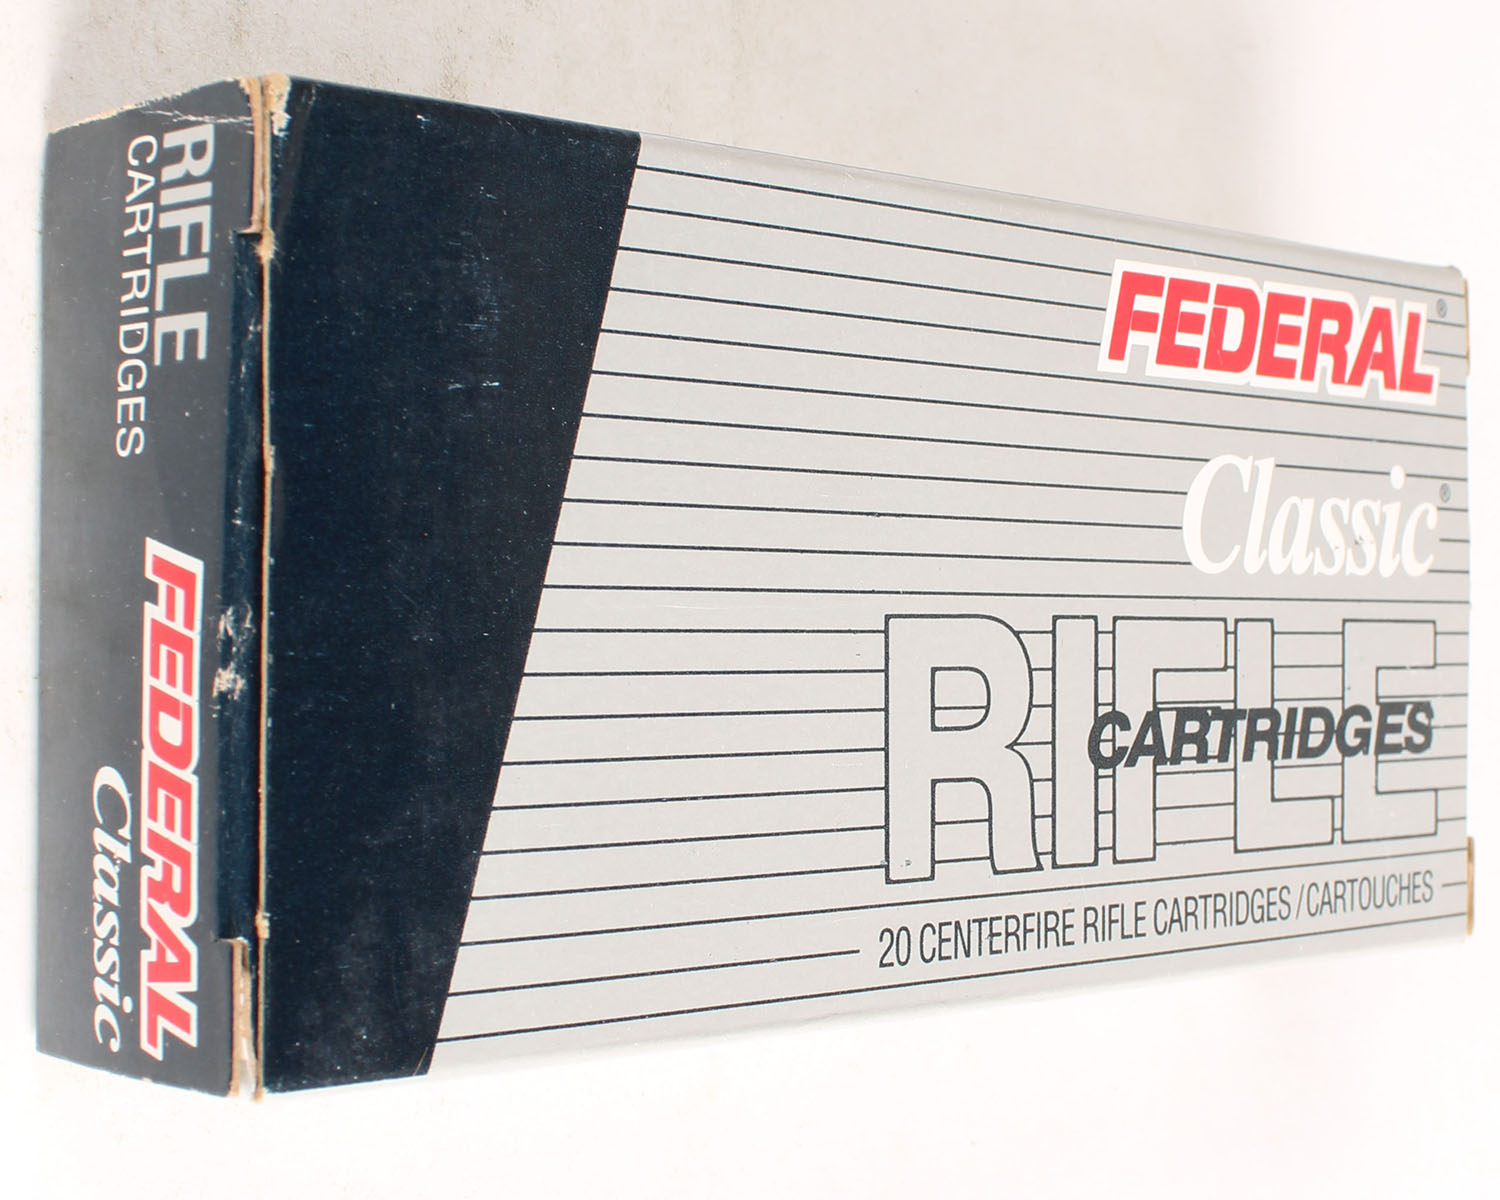 RIFLE
CARTRIDGES
FEDERAL
Classic
FEDERAL®
Classic®
RIFLE
CARTRIDGES
20 CENTERFIRE RIFLE CARTRIDGES/CARTOUCHES